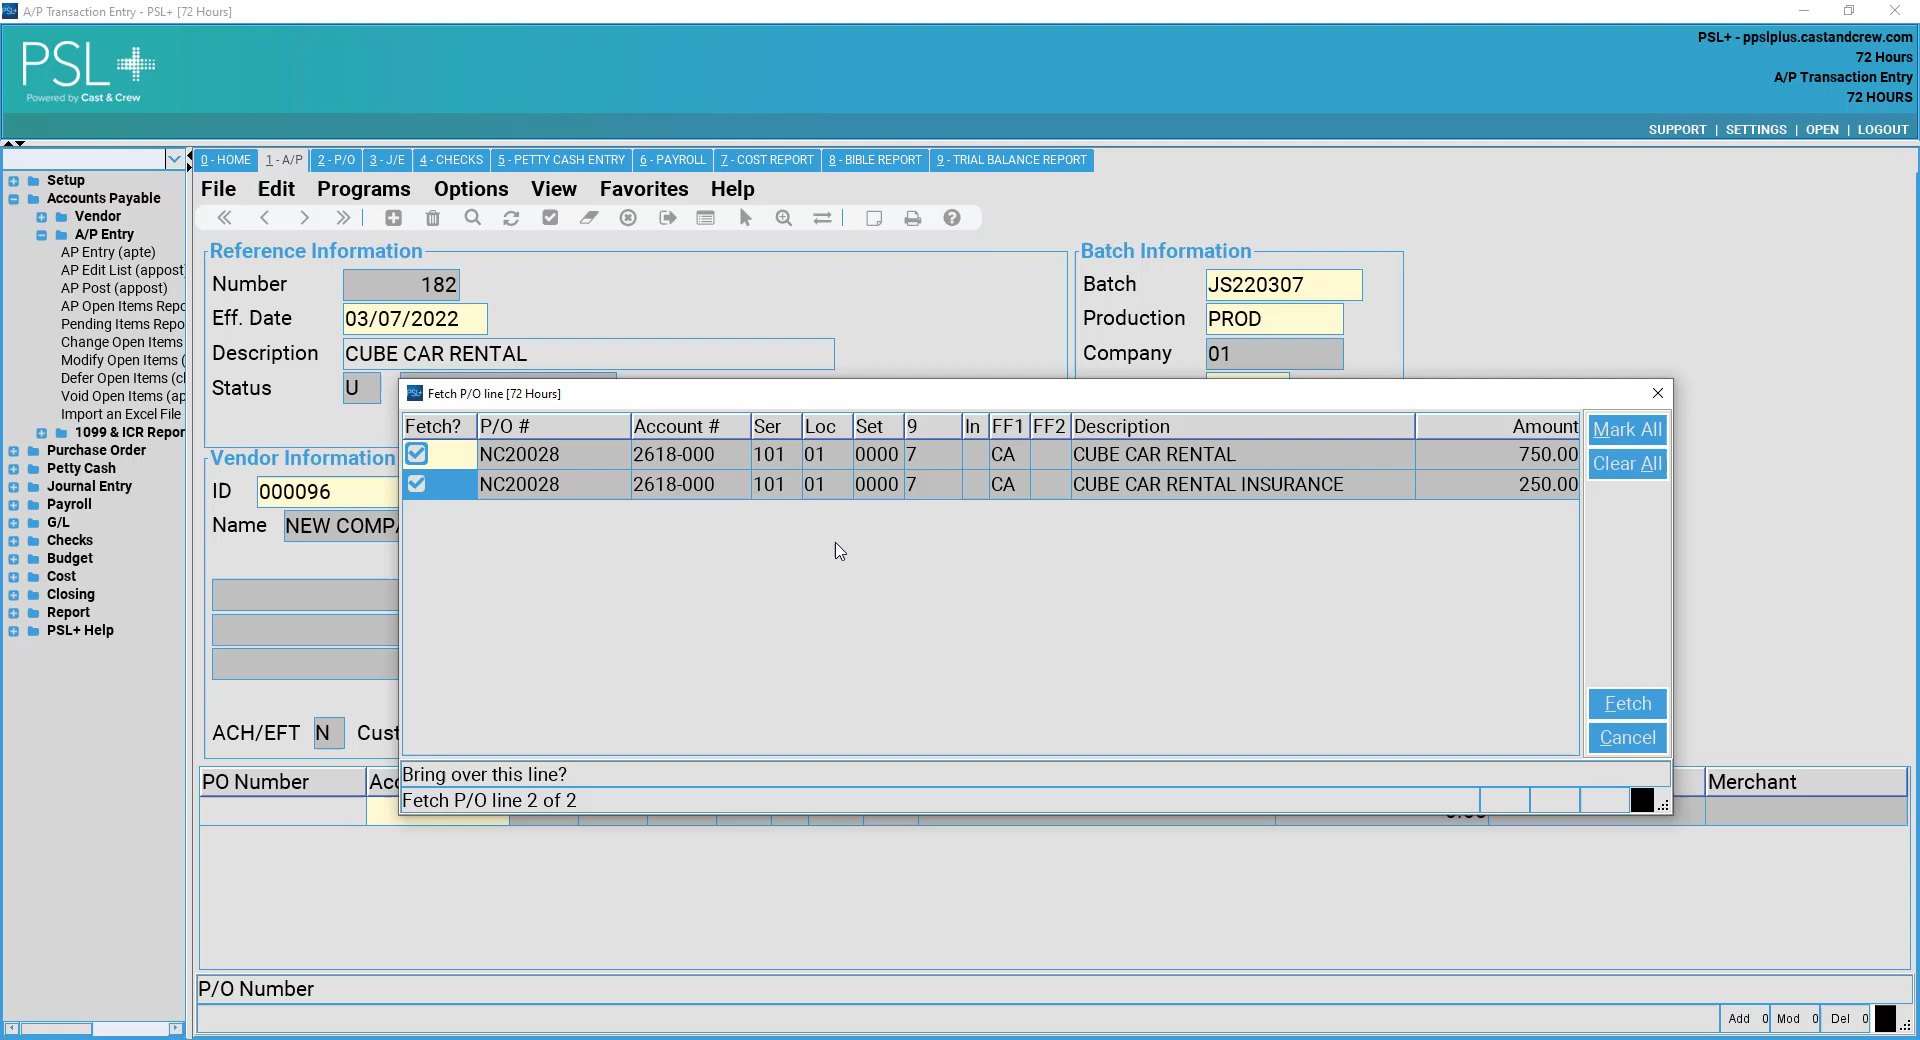 A/P Transaction Entry - PSL+ [72 Hours]
PSL+
Powered by Cast & Crew
PSL+ - ppslplus.castandcrew.com
72 Hours
A/P Transaction Entry
72 HOURS
SUPPORT | SETTINGS | OPEN | LOGOUT
0 - HOME 1 - A/P 2 - P/O 3 - J/E 4 - CHECKS 5 - PETTY CASH ENTRY 6 - PAYROLL 7 - COST REPORT 8 - BIBLE REPORT 9 - TRIAL BALANCE REPORT
File Edit Programs Options View Favorites Help
Setup
Accounts Payable
Vendor
A/P Entry
AP Entry (apte)
AP Edit List (appost
AP Post (appost)
AP Open Items Repo
Pending Items Repo
Change Open Items
Modify Open Items (
Defer Open Items (cl
Void Open Items (ap
Import an Excel File
1099 & ICR Repor
Purchase Order
Petty Cash
Journal Entry
Payroll
G/L
Checks
Budget
Cost
Closing
Report
PSL+ Help
Reference Information
Number 182
Eff. Date 03/07/2022
Description CUBE CAR RENTAL
Status U
Batch Information
Batch JS220307
Production PROD
Company 01
Vendor Information
ID 000096
Name NEW COMPA
ACH/EFT N Cust
Fetch P/O line [72 Hours]
Fetch? P/O # Account # Ser Loc Set 9 In FF1 FF2 Description Amount
NC20028 2618-000 101 01 0000 7 CA CUBE CAR RENTAL 750.00
NC20028 2618-000 101 01 0000 7 CA CUBE CAR RENTAL INSURANCE 250.00
Mark All
Clear All
Fetch
Cancel
Bring over this line?
Fetch P/O line 2 of 2
PO Number Acc Merchant
P/O Number
Add 0 Mod 0 Del 0